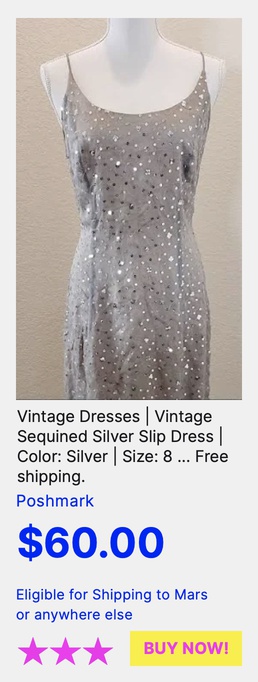 Vintage Dresses | Vintage
Sequined Silver Slip Dress |
Color: Silver | Size: 8 ... Free
shipping.
Poshmark
$60.00
Eligible for Shipping to Mars
or anywhere else
BUY NOW!